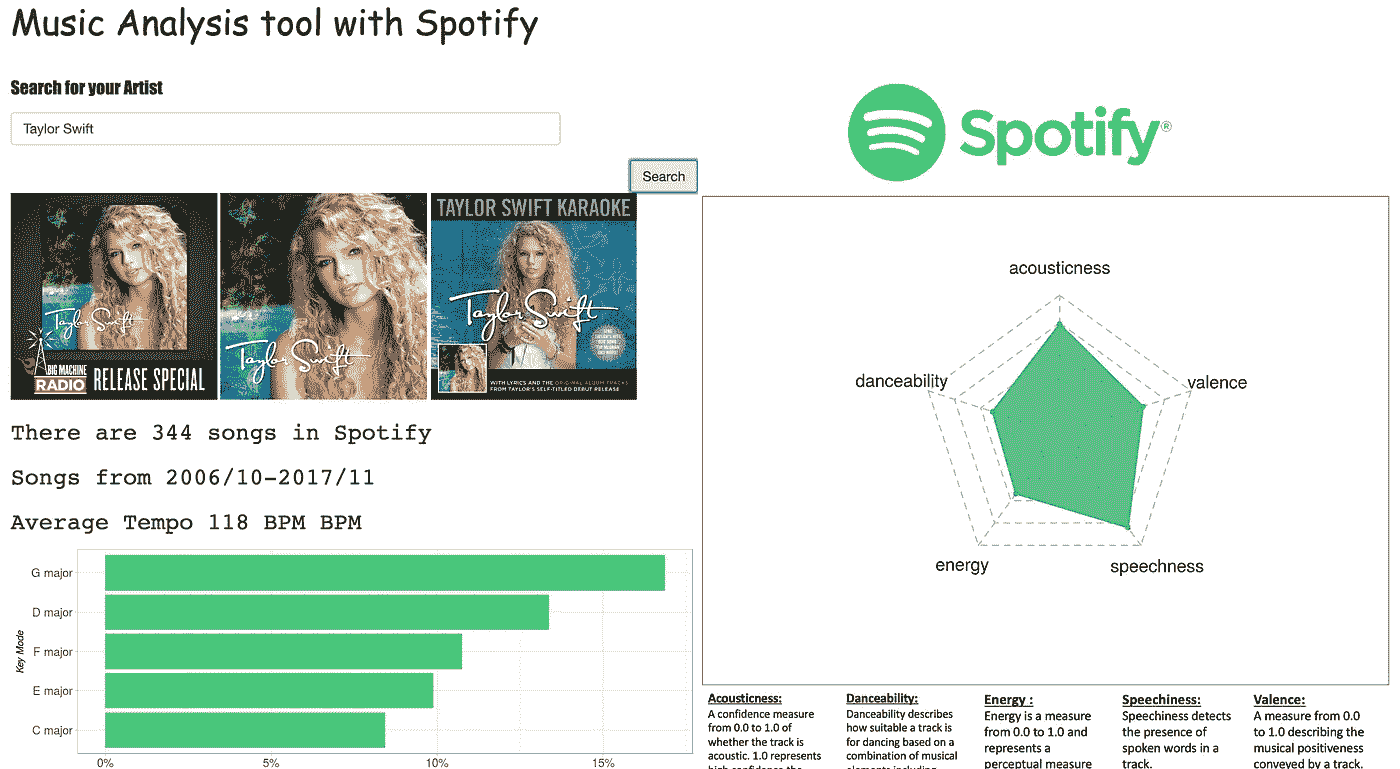 Music Analysis tool with Spotify
Search for your Artist
Taylor Swift
Search
Spotify®
Taylor Swift
BIG MACHINE
RADIO RELEASE SPECIAL
Taylor Swift
TAYLOR SWIFT KARAOKE
Taylor Swift
WITH LYRICS AND THE ORIGINAL ALBUM TRACKS
FROM TAYLOR'S SELF-TITLED DEBUT RELEASE
There are 344 songs in Spotify
Songs from 2006/10-2017/11
Average Tempo 118 BPM BPM
Key Mode
G major
D major
F major
E major
C major
0%
5%
10%
15%
acousticness
danceability
valence
energy
speechness
Acousticness:
A confidence measure
from 0.0 to 1.0 of
whether the track is
acoustic. 1.0 represents
high confidence the
Danceability:
Danceability describes
how suitable a track is
for dancing based on a
combination of musical
elements including
Energy :
Energy is a measure
from 0.0 to 1.0 and
represents a
perceptual measure
Speechiness:
Speechiness detects
the presence of
spoken words in a
track.
Valence:
A measure from 0.0
to 1.0 describing the
musical positiveness
conveyed by a track.